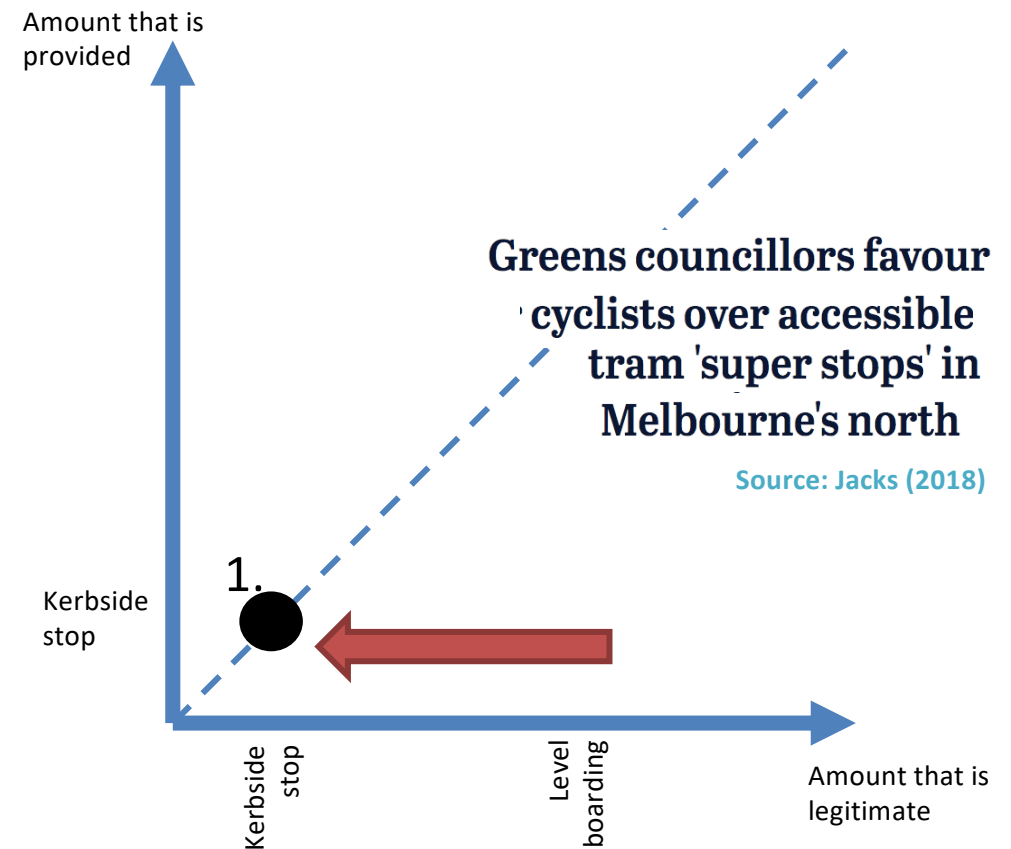 Amount that is
provided
Greens councillors favour
cyclists over accessible
tram 'super stops' in
Melbourne's north
Source: Jacks (2018)
1.
Kerbside
stop
Kerbside
stop
Level
boarding
Amount that is
legitimate